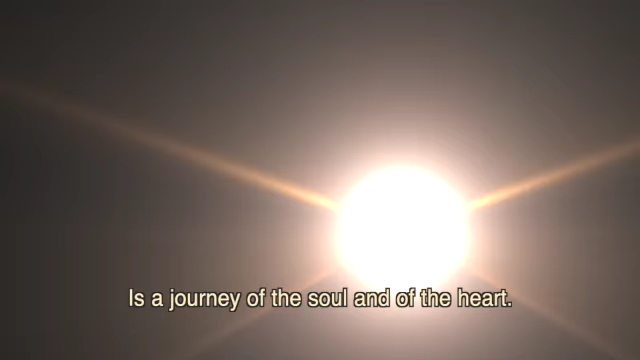 Is a journey of the soul and of the heart.